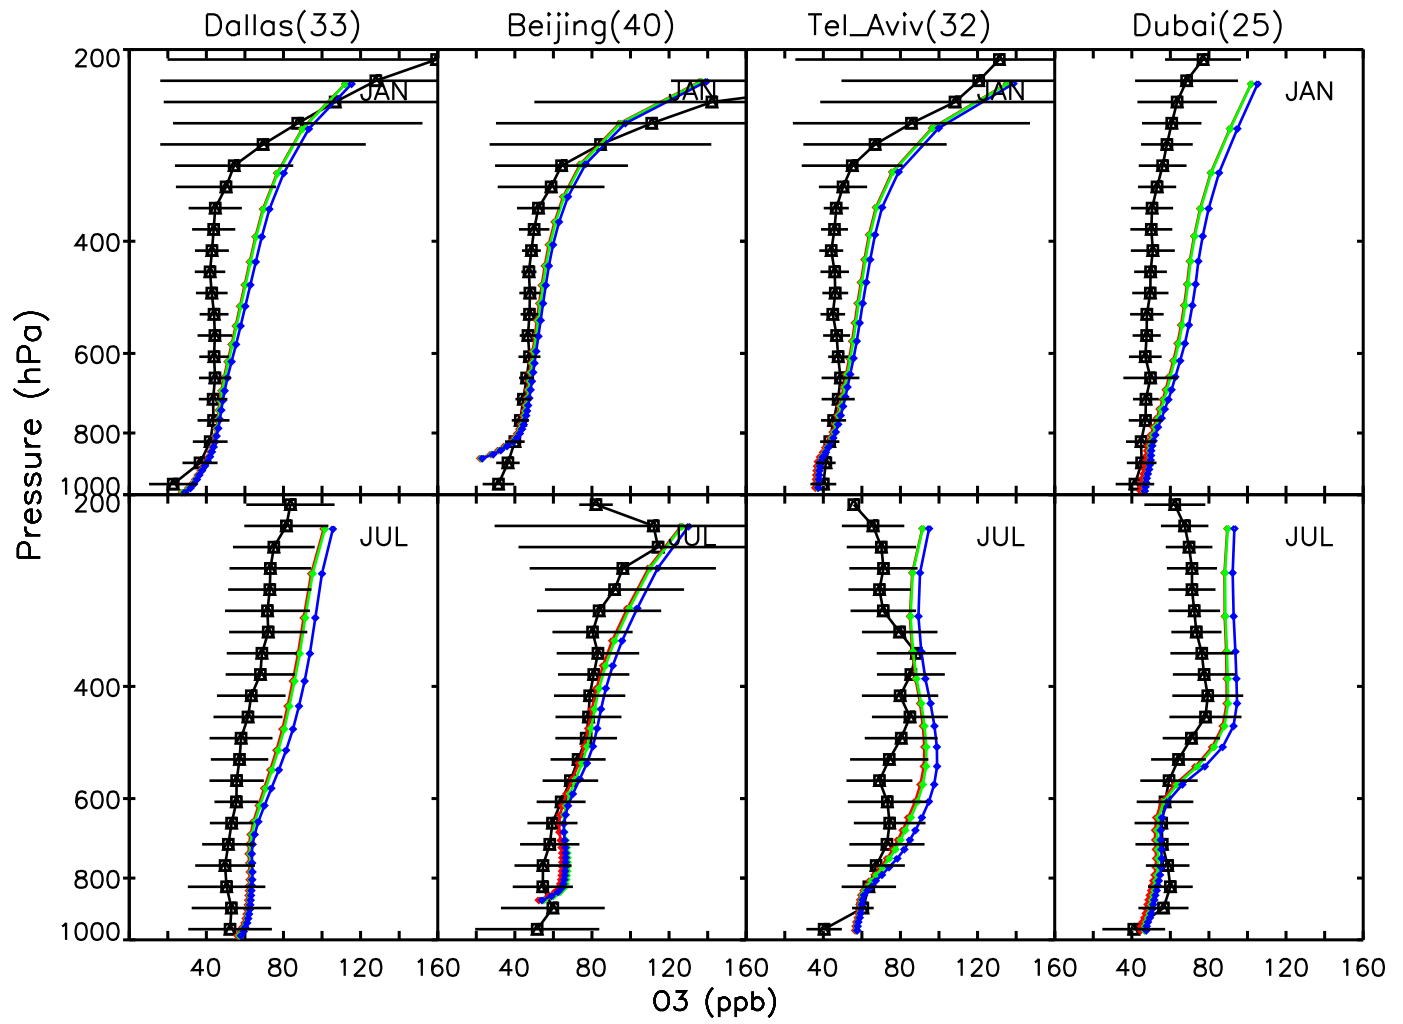 Dallas(33) Beijing(40) Tel_Aviv(32) Dubai(25)
200 JAN JAN JAN JAN
400
600
800
1000
200 JUL JUL JUL JUL
400
600
800
1000
40 80 120 160 40 80 120 160 40 80 120 160 40 80 120 160
O3 (ppb)
Pressure (hPa)